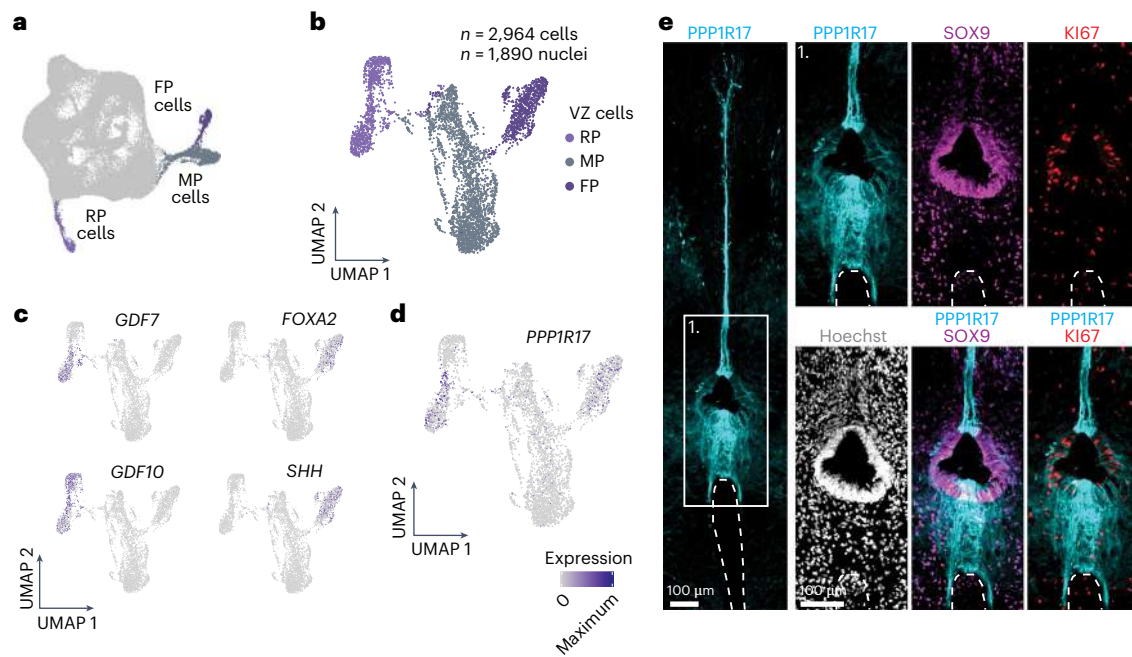 a
FP
cells
MP
cells
RP
cells
b
n = 2,964 cells
n = 1,890 nuclei
VZ cells
RP
MP
FP
UMAP 2
UMAP 1
c
GDF7
FOXA2
GDF10
SHH
UMAP 2
UMAP 1
d
PPP1R17
UMAP 2
UMAP 1
Expression
0
Maximum
e
PPP1R17
1.
100 µm
PPP1R17
SOX9
KI67
1.
Hoechst
PPP1R17
SOX9
PPP1R17
KI67
100 µm